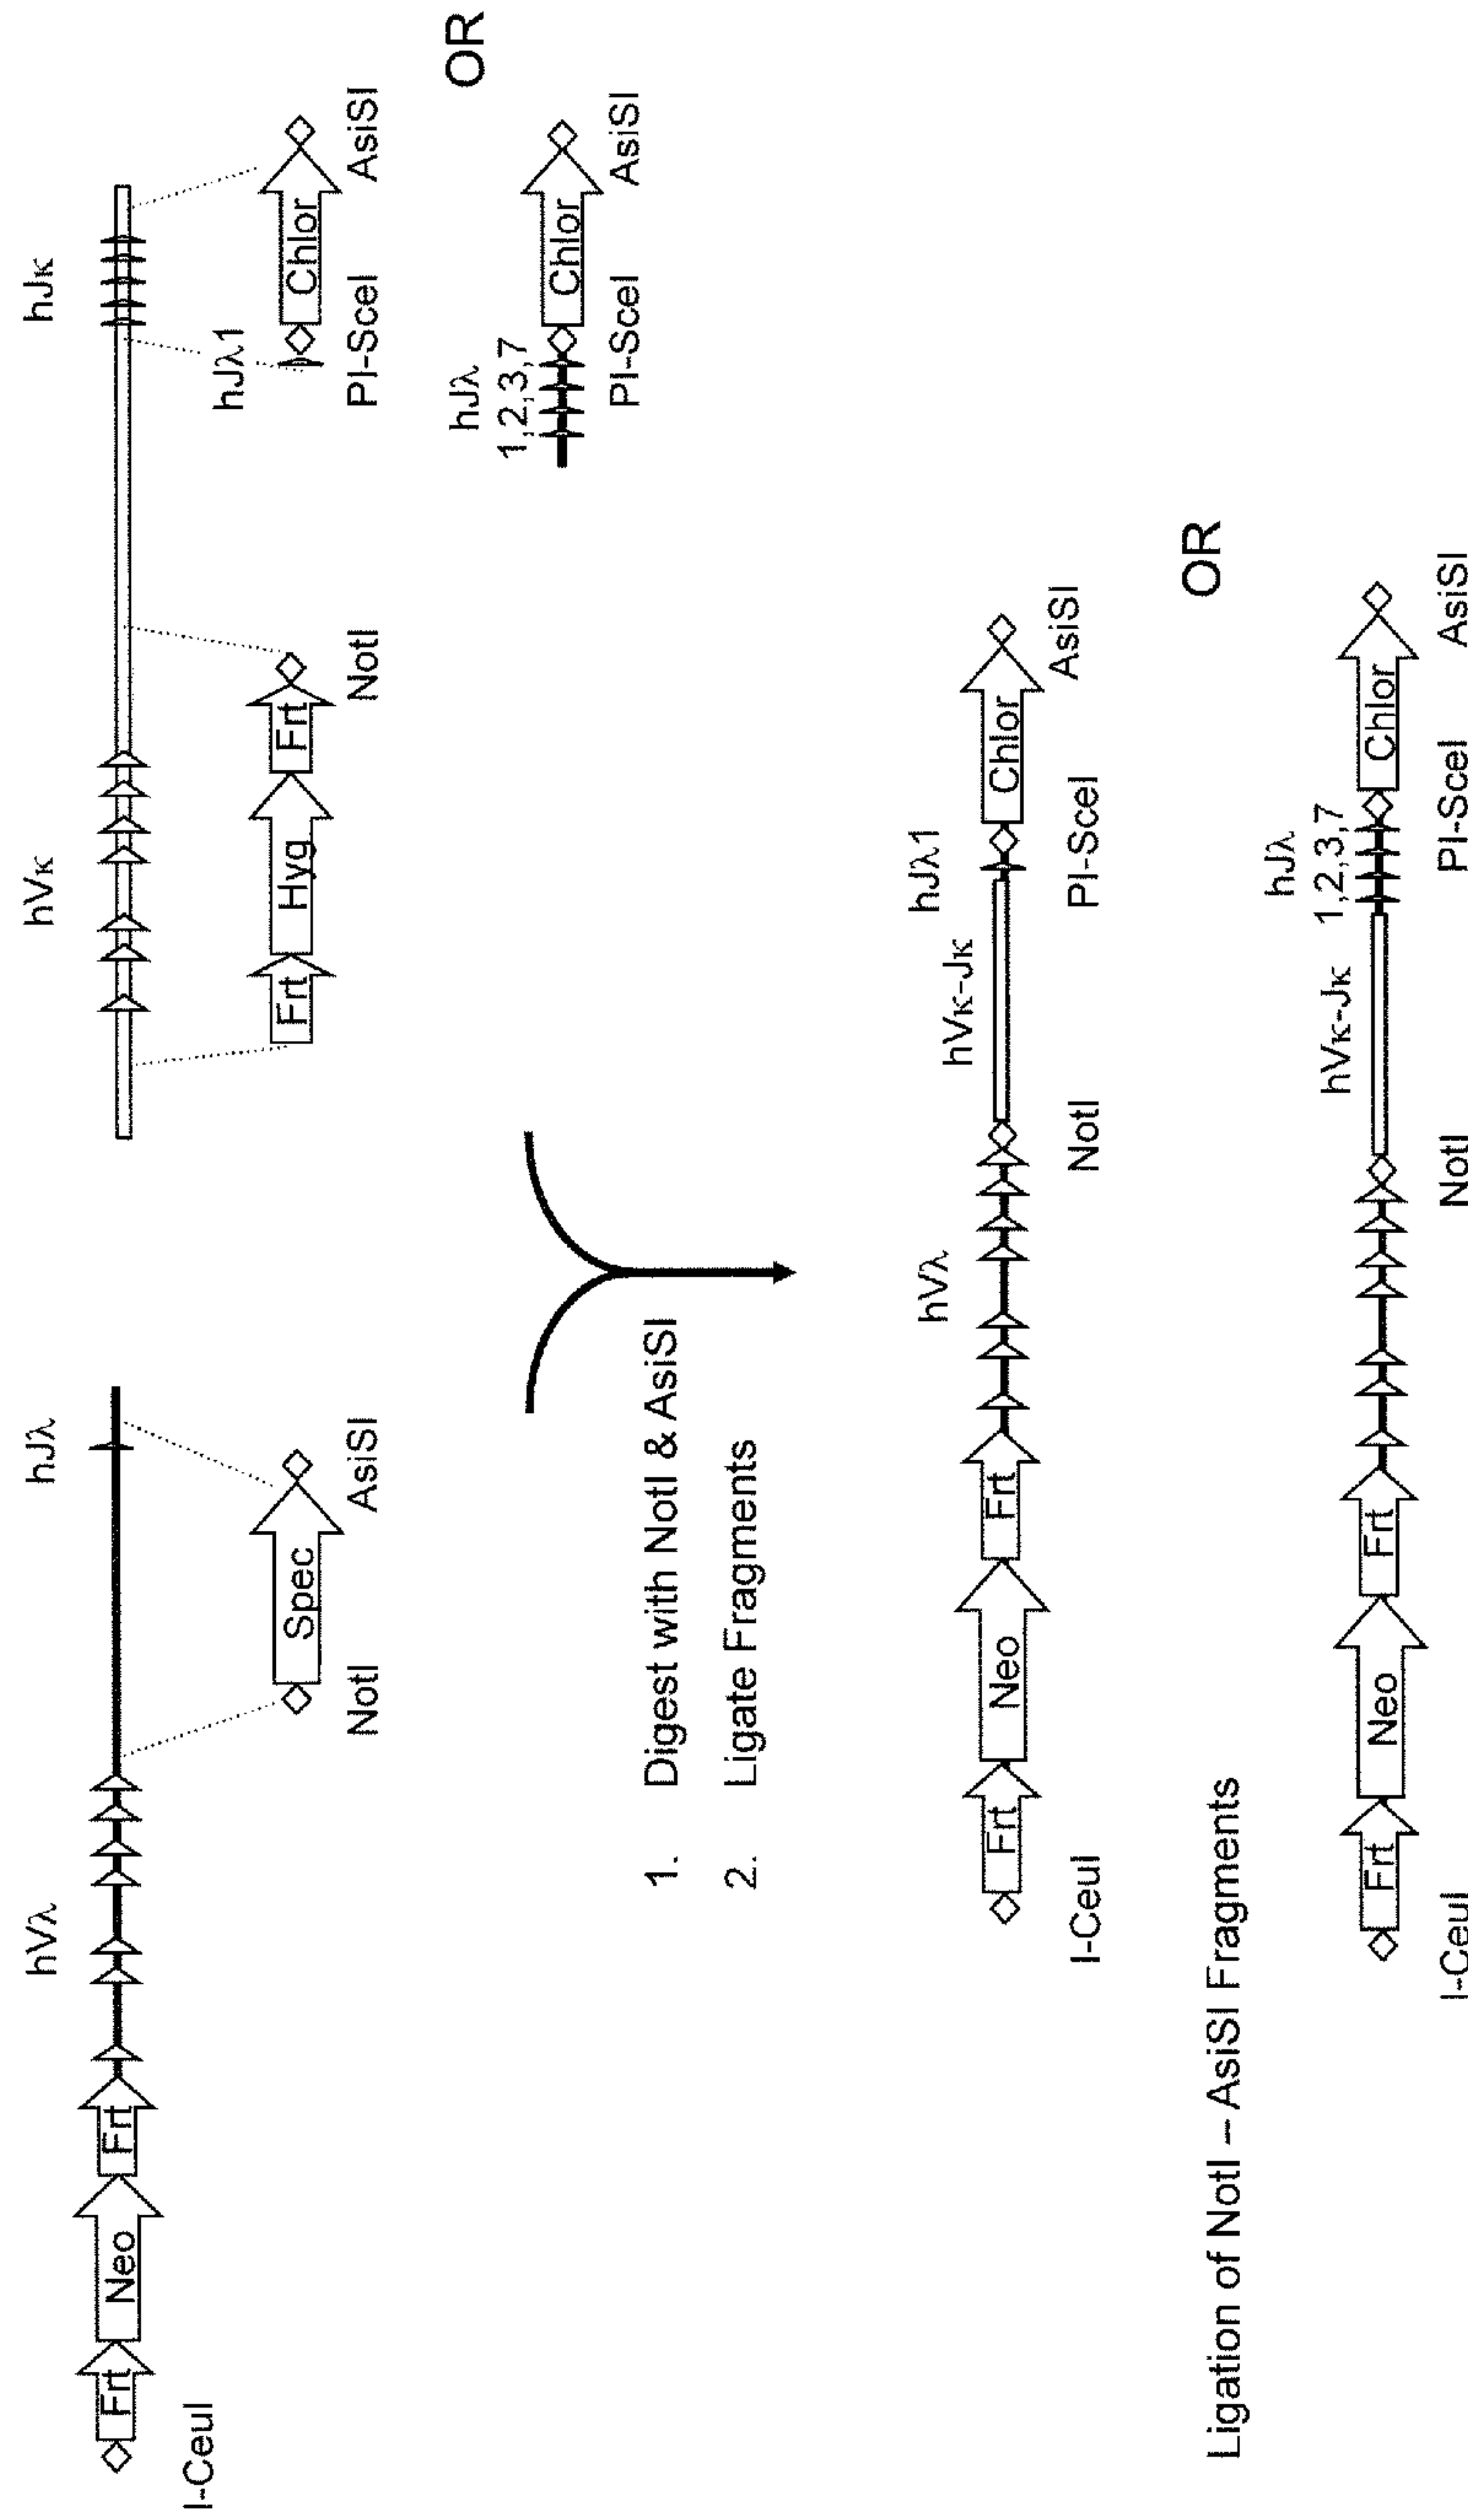 hVλ
hJλ
Frt
Neo
Frt
I-CeuI
Spec
NotI
AsiSI
hVκ
hJκ
Frt
Hyg
Frt
NotI
hJλ1
Chlor
PI-SceI
AsiSI
OR
hJλ
1,2,3,7
Chlor
PI-SceI
AsiSI
1. Digest with NotI & AsiSI
2. Ligate Fragments
hVλ
hVκ-Jκ
hJλ1
Frt
Neo
Frt
Chlor
I-CeuI
NotI
PI-SceI
AsiSI
Ligation of NotI – AsiSI Fragments
OR
hVκ-Jκ
hJλ
1,2,3,7
Frt
Neo
Frt
Chlor
I-CeuI
NotI
PI-SceI
AsiSI